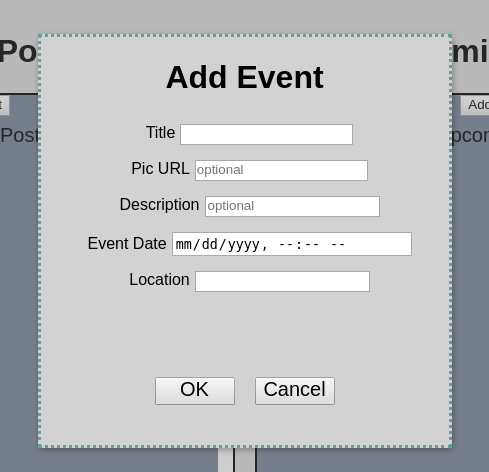 Po
mi
Add Event
t
Add
Title
Post
pcor
Pic URL optional
Description optional
Event Date mm/dd/yyyy, --:-- --
Location
OK Cancel